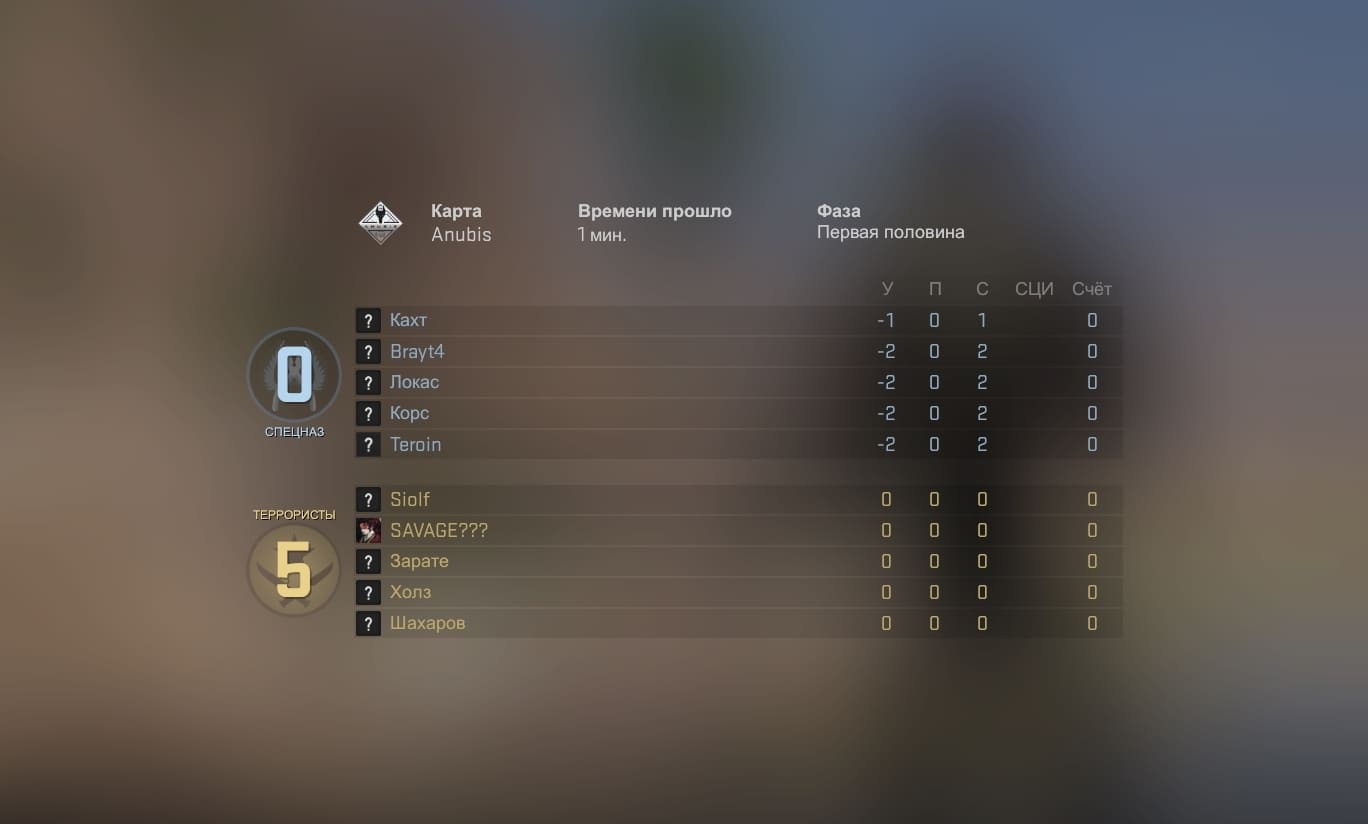 Карта Времени прошло Фаза
Anubis 1 мин. Первая половина
У П С СЦИ Счёт
? Кахт -1 0 1 0
? Brayt4 -2 0 2 0
? Локас -2 0 2 0
? Корс -2 0 2 0
? Teroin -2 0 2 0
0
СПЕЦНАЗ
? Siolf 0 0 0 0
SAVAGE??? 0 0 0 0
? Зарате 0 0 0 0
? Холз 0 0 0 0
? Шахаров 0 0 0 0
ТЕРРОРИСТЫ
5